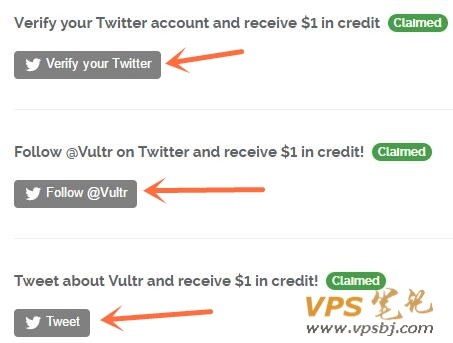 Verify your Twitter account and receive $1 in credit Claimed
Verify your Twitter
Follow @Vultr on Twitter and receive $1 in credit! Claimed
Follow @Vultr
Tweet about Vultr and receive $1 in credit! Claimed
Tweet
VPS 笔记
www.vpsbj.com